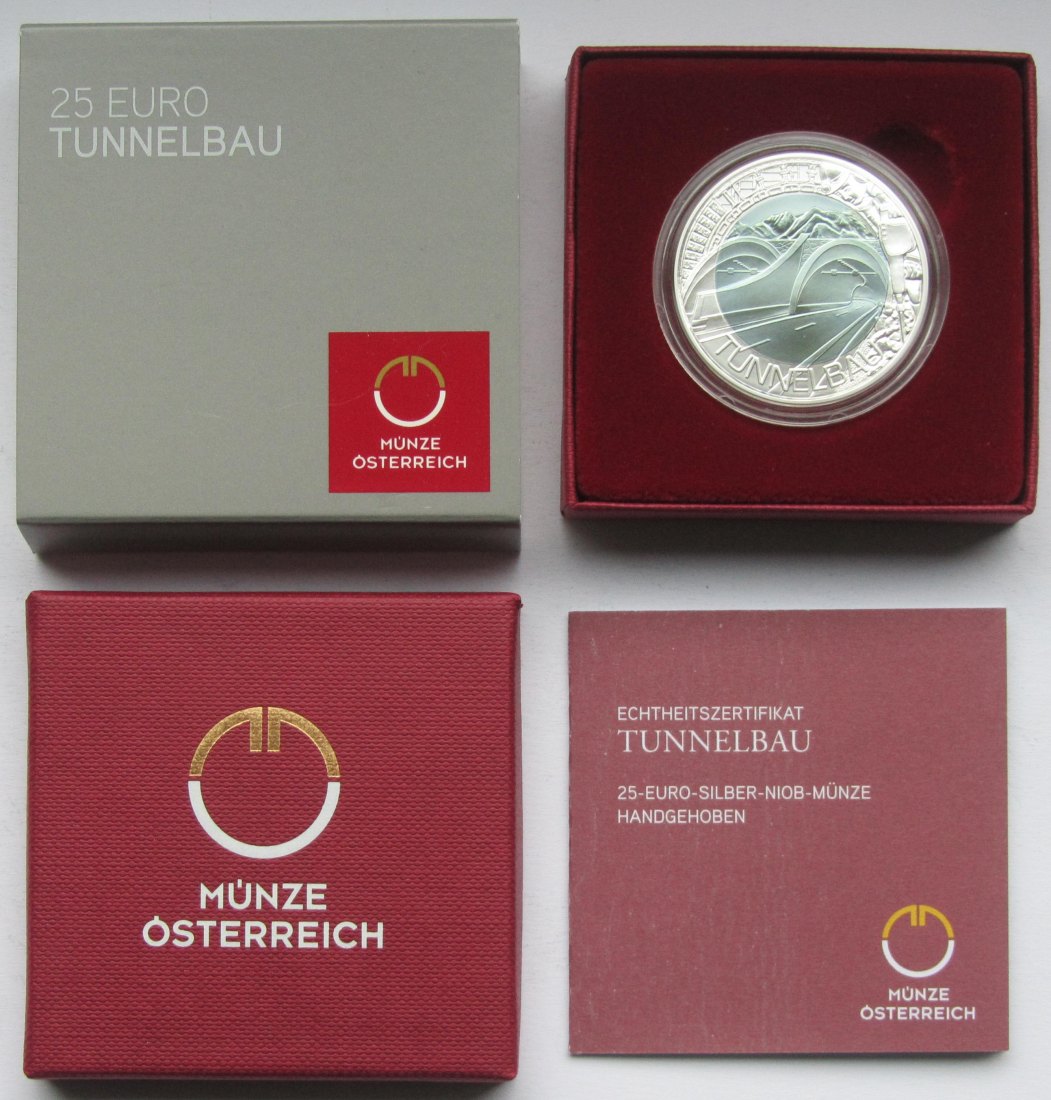 25 EURO
TUNNELBAU
MÜNZE
ÖSTERREICH
TUNNELBAU
MÜNZE
ÖSTERREICH
ECHTHEITSZERTIFIKAT
TUNNELBAU
25-EURO-SILBER-NIOB-MÜNZE
HANDGEHOBEN
MÜNZE
ÖSTERREICH